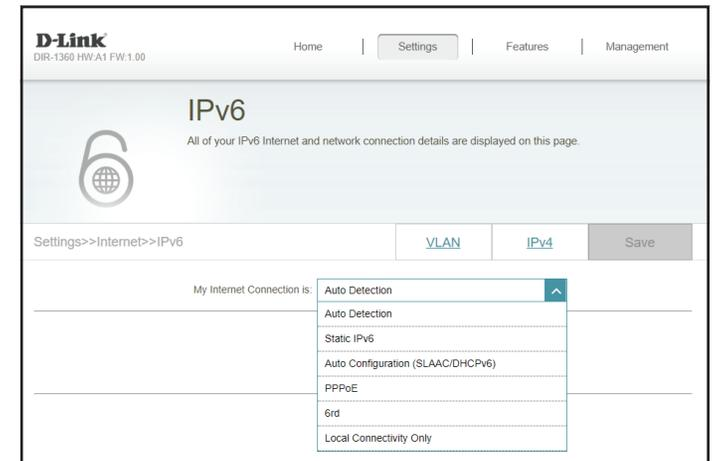 D-Link
DIR-1360 HW:A1 FW:1.00
Home Settings Features Management
IPv6
All of your IPv6 Internet and network connection details are displayed on this page.
Settings>>Internet>>IPv6 VLAN IPv4 Save
My Internet Connection is: Auto Detection
Auto Detection
Static IPv6
Auto Configuration (SLAAC/DHCPv6)
PPPoE
6rd
Local Connectivity Only